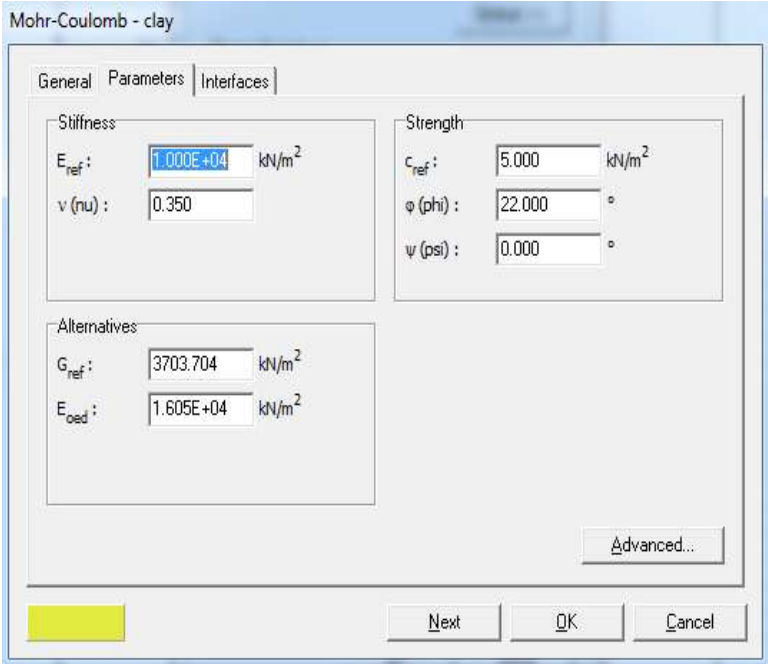 Mohr-Coulomb - clay
General Parameters Interfaces
Stiffness
E_ref : 1.000E+04 kN/m²
ν (nu) : 0.350
Strength
c_ref : 5.000 kN/m²
φ (phi) : 22.000 °
ψ (psi) : 0.000 °
Alternatives
G_ref : 3703.704 kN/m²
E_oed : 1.605E+04 kN/m²
Advanced...
Next OK Cancel